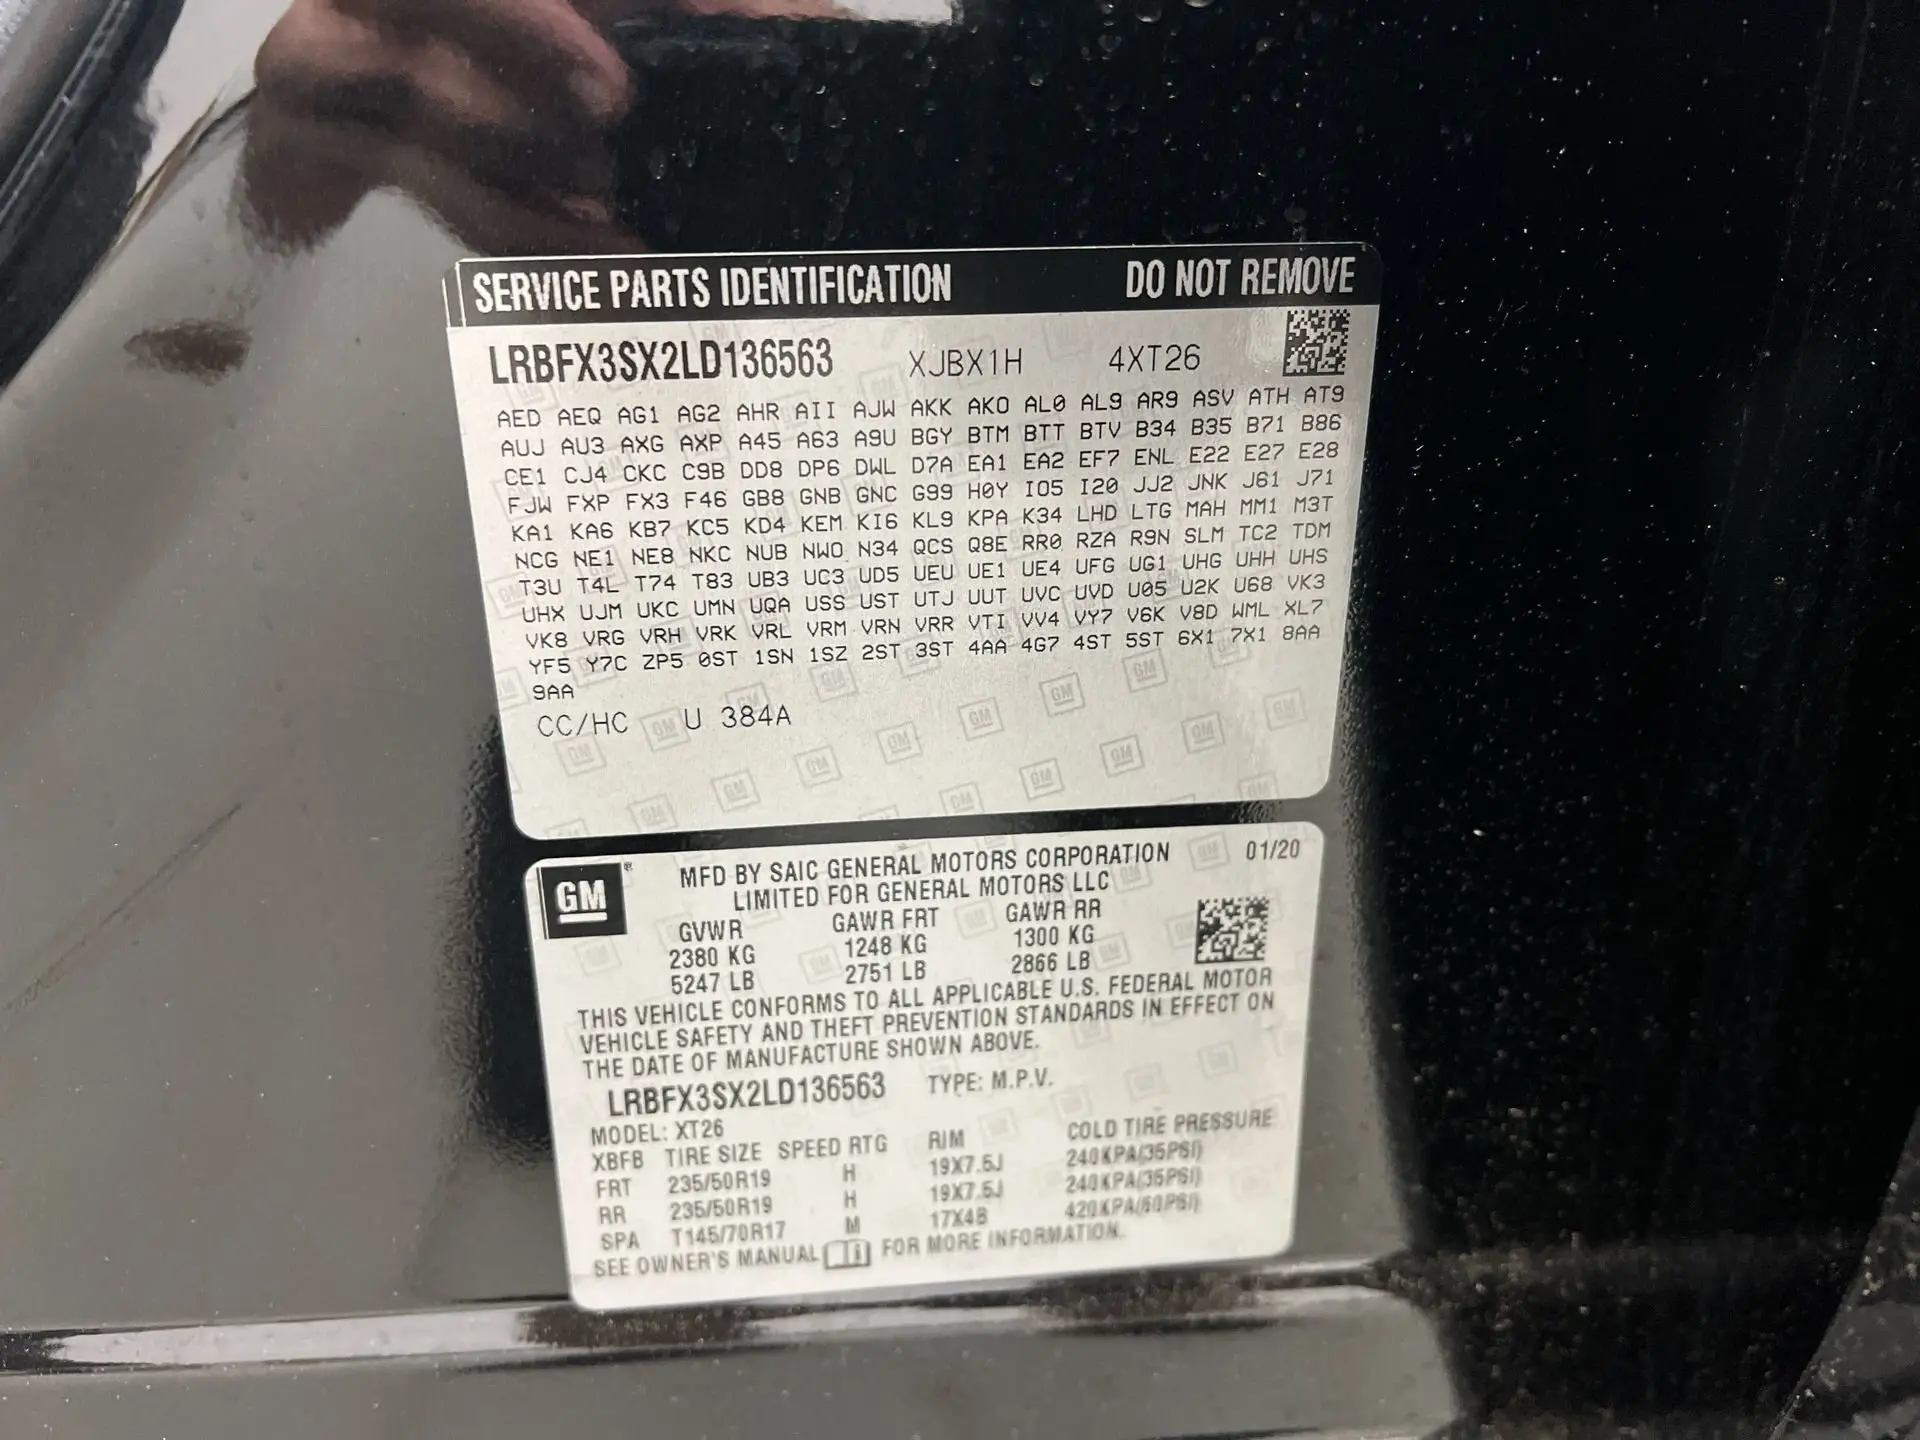 SERVICE PARTS IDENTIFICATION DO NOT REMOVE
LRBFX3SX2LD136563 XJBX1H 4XT26
AED AEQ AG1 AG2 AHR AII AJW AKK AKO AL0 AL9 AR9 ASV ATH AT9
AUJ AU3 AXG AXP A45 A63 A9U BGY BTM BTT BTV B34 B35 B71 B86
CE1 CJ4 CKC C9B DD8 DP6 DWL D7A EA1 EA2 EF7 ENL E22 E27 E28
FJW FXP FX3 F46 GB8 GNB GNC G99 H0Y IO5 I20 JJ2 JNK J61 J71
KA1 KA6 KB7 KC5 KD4 KEM KI6 KL9 KPA K34 LHD LTG MAH MM1 M3T
NCG NE1 NE8 NKC NUB NWO N34 QCS Q8E RR0 RZA R9N SLM TC2 TDM
T3U T4L T74 T83 UB3 UC3 UD5 UEU UE1 UE4 UFG UG1 UHG UHH UHS
UHX UJM UKC UMN UQA USS UST UTJ UUT UVC UVD U05 U2K U68 VK3
VK8 VRG VRH VRK VRL VRM VRN VRR VTI VV4 VY7 V6K V8D WML XL7
YF5 Y7C ZP5 0ST 1SN 1SZ 2ST 3ST 4AA 4G7 4ST 5ST 6X1 7X1 8AA
9AA
CC/HC U 384A
GM® MFD BY SAIC GENERAL MOTORS CORPORATION 01/20
LIMITED FOR GENERAL MOTORS LLC
GVWR GAWR FRT GAWR RR
2380 KG 1248 KG 1300 KG
5247 LB 2751 LB 2866 LB
THIS VEHICLE CONFORMS TO ALL APPLICABLE U.S. FEDERAL MOTOR
VEHICLE SAFETY AND THEFT PREVENTION STANDARDS IN EFFECT ON
THE DATE OF MANUFACTURE SHOWN ABOVE.
LRBFX3SX2LD136563 TYPE: M.P.V.
MODEL: XT26
XBFB TIRE SIZE SPEED RTG RIM COLD TIRE PRESSURE
FRT 235/50R19 H 19X7.5J 240KPA(35PSI)
RR 235/50R19 H 19X7.5J 240KPA(35PSI)
SPA T145/70R17 M 17X4B 420KPA(60PSI)
SEE OWNER'S MANUAL FOR MORE INFORMATION.